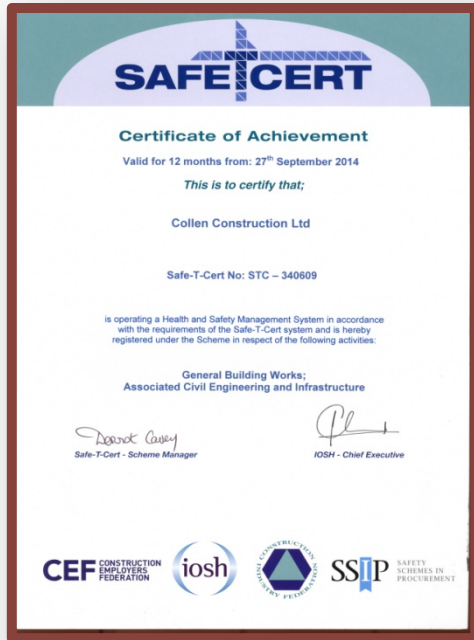 SAFE T CERT
Certificate of Achievement
Valid for 12 months from: 27th September 2014
This is to certify that;
Collen Construction Ltd
Safe-T-Cert No: STC – 340609
is operating a Health and Safety Management System in accordance
with the requirements of the Safe-T-Cert system and is hereby
registered under the Scheme in respect of the following activities:
General Building Works;
Associated Civil Engineering and Infrastructure
Safe-T-Cert - Scheme Manager
IOSH - Chief Executive
CEF CONSTRUCTION
EMPLOYERS
FEDERATION
iosh
CONSTRUCTION
INDUSTRY FEDERATION
SSIP SAFETY
SCHEMES IN
PROCUREMENT